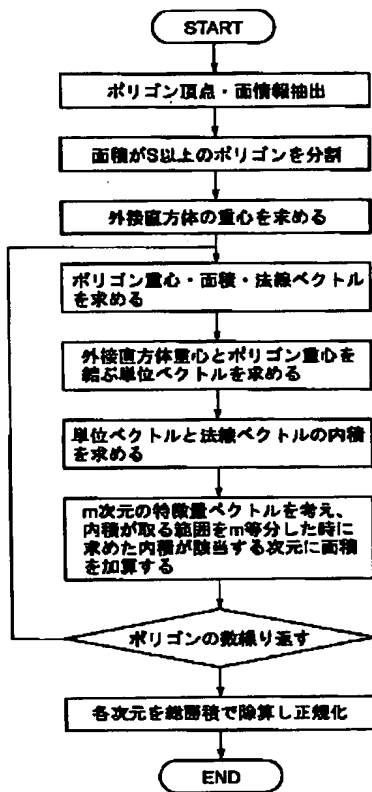 START
ポリゴン頂点・面情報抽出
面積がS以上のポリゴンを分割
外接直方体の重心を求める
ポリゴン重心・面積・法線ベクトル
を求める
外接直方体重心とポリゴン重心を
結ぶ単位ベクトルを求める
単位ベクトルと法線ベクトルの内積
を求める
m次元の特徴量ベクトルを考え、
内積が取る範囲をm等分した時に
求めた内積が該当する次元に面積
を加算する
ポリゴンの数繰り返す
各次元を総面積で除算し正規化
END